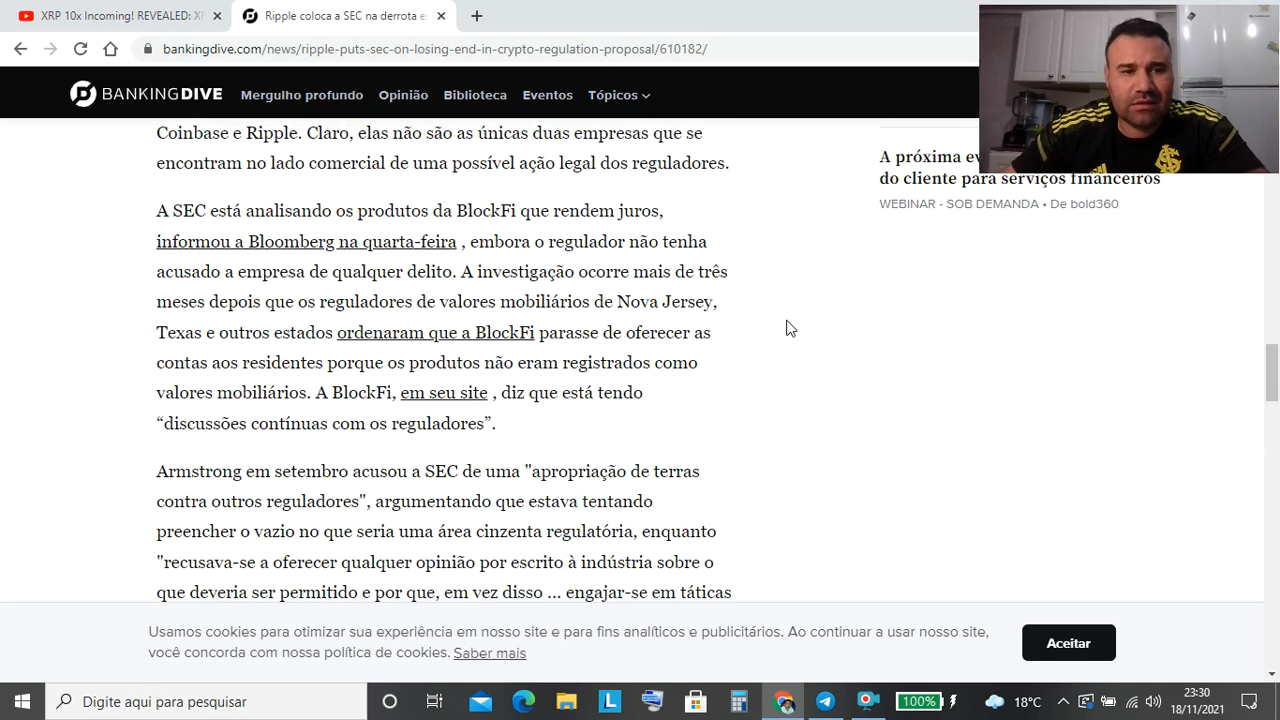 XRP 10x Incoming! REVEALED: XR
Ripple coloca a SEC na derrota e
bankingdive.com/news/ripple-puts-sec-on-losing-end-in-crypto-regulation-proposal/610182/
BANKINGDIVE
Mergulho profundo
Opinião
Biblioteca
Eventos
Tópicos
Coinbase e Ripple. Claro, elas não são as únicas duas empresas que se
encontram no lado comercial de uma possível ação legal dos reguladores.
A SEC está analisando os produtos da BlockFi que rendem juros,
informou a Bloomberg na quarta-feira , embora o regulador não tenha
acusado a empresa de qualquer delito. A investigação ocorre mais de três
meses depois que os reguladores de valores mobiliários de Nova Jersey,
Texas e outros estados ordenaram que a BlockFi parasse de oferecer as
contas aos residentes porque os produtos não eram registrados como
valores mobiliários. A BlockFi, em seu site , diz que está tendo
“discussões contínuas com os reguladores”.
Armstrong em setembro acusou a SEC de uma "apropriação de terras
contra outros reguladores", argumentando que estava tentando
preencher o vazio no que seria uma área cinzenta regulatória, enquanto
"recusava-se a oferecer qualquer opinião por escrito à indústria sobre o
que deveria ser permitido e por que, em vez disso ... engajar-se em táticas
A próxima ev
do cliente para serviços financeiros
WEBINAR - SOB DEMANDA • De bold360
Usamos cookies para otimizar sua experiência em nosso site e para fins analíticos e publicitários. Ao continuar a usar nosso site,
você concorda com nossa política de cookies. Saber mais
Aceitar
Digite aqui para pesquisar
100%
18°C
23:30
18/11/2021